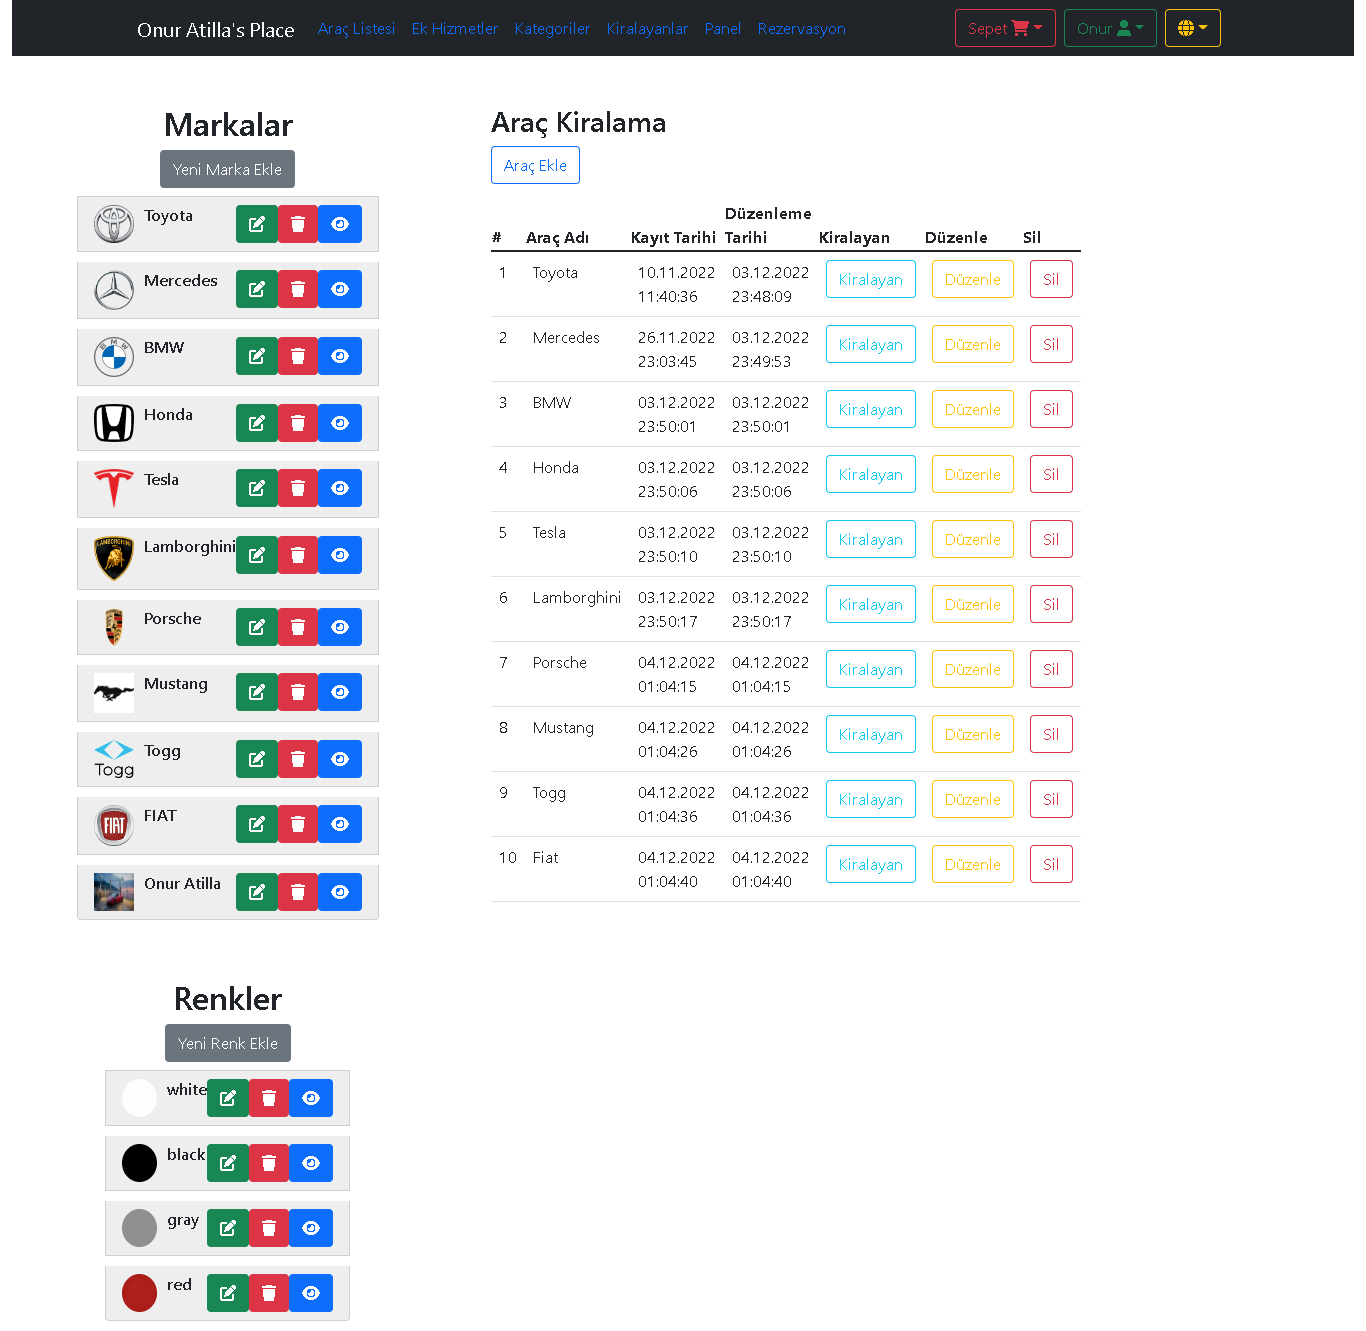 Onur Atilla's Place Araç Listesi Ek Hizmetler Kategoriler Kiralayanlar Panel Rezervasyon Sepet Onur
Markalar
Yeni Marka Ekle
Toyota
Mercedes
BMW
BMW
Honda
Tesla
LAMBORGHINI
Lamborghini
Porsche
Mustang
Togg
Togg
FIAT
FIAT
Onur Atilla
Renkler
Yeni Renk Ekle
white
black
gray
red
Araç Kiralama
Araç Ekle
# Araç Adı Kayıt Tarihi Düzenleme Tarihi Kiralayan Düzenle Sil
1 Toyota 10.11.2022 03.12.2022 Kiralayan Düzenle Sil
11:40:36 23:48:09
2 Mercedes 26.11.2022 03.12.2022 Kiralayan Düzenle Sil
23:03:45 23:49:53
3 BMW 03.12.2022 03.12.2022 Kiralayan Düzenle Sil
23:50:01 23:50:01
4 Honda 03.12.2022 03.12.2022 Kiralayan Düzenle Sil
23:50:06 23:50:06
5 Tesla 03.12.2022 03.12.2022 Kiralayan Düzenle Sil
23:50:10 23:50:10
6 Lamborghini 03.12.2022 03.12.2022 Kiralayan Düzenle Sil
23:50:17 23:50:17
7 Porsche 04.12.2022 04.12.2022 Kiralayan Düzenle Sil
01:04:15 01:04:15
8 Mustang 04.12.2022 04.12.2022 Kiralayan Düzenle Sil
01:04:26 01:04:26
9 Togg 04.12.2022 04.12.2022 Kiralayan Düzenle Sil
01:04:36 01:04:36
10 Fiat 04.12.2022 04.12.2022 Kiralayan Düzenle Sil
01:04:40 01:04:40